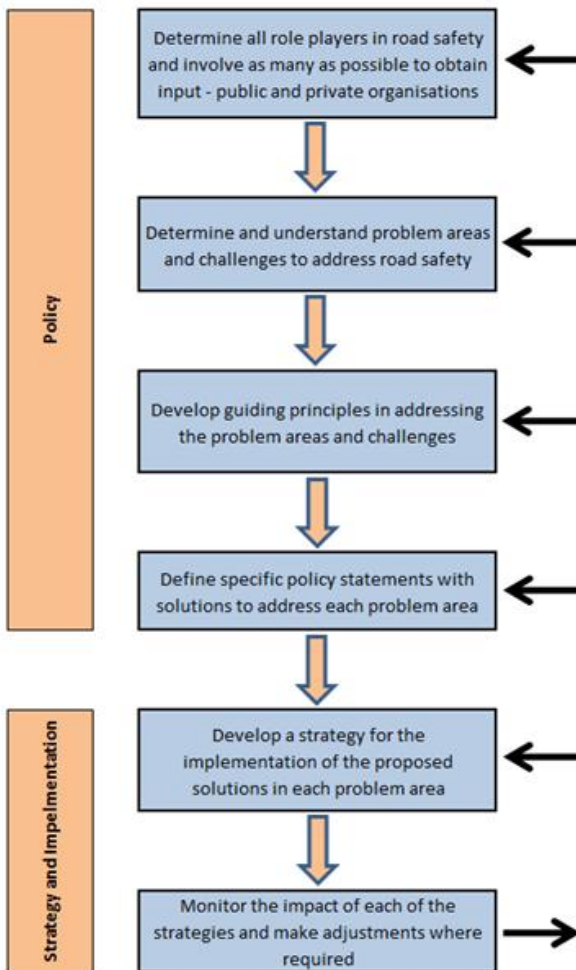 Policy
Determine all role players in road safety
and involve as many as possible to obtain
input - public and private organisations
Determine and understand problem areas
and challenges to address road safety
Develop guiding principles in addressing
the problem areas and challenges
Define specific policy statements with
solutions to address each problem area
Strategy and Impelmentation
Develop a strategy for the
implementation of the proposed
solutions in each problem area
Monitor the impact of each of the
strategies and make adjustments where
required